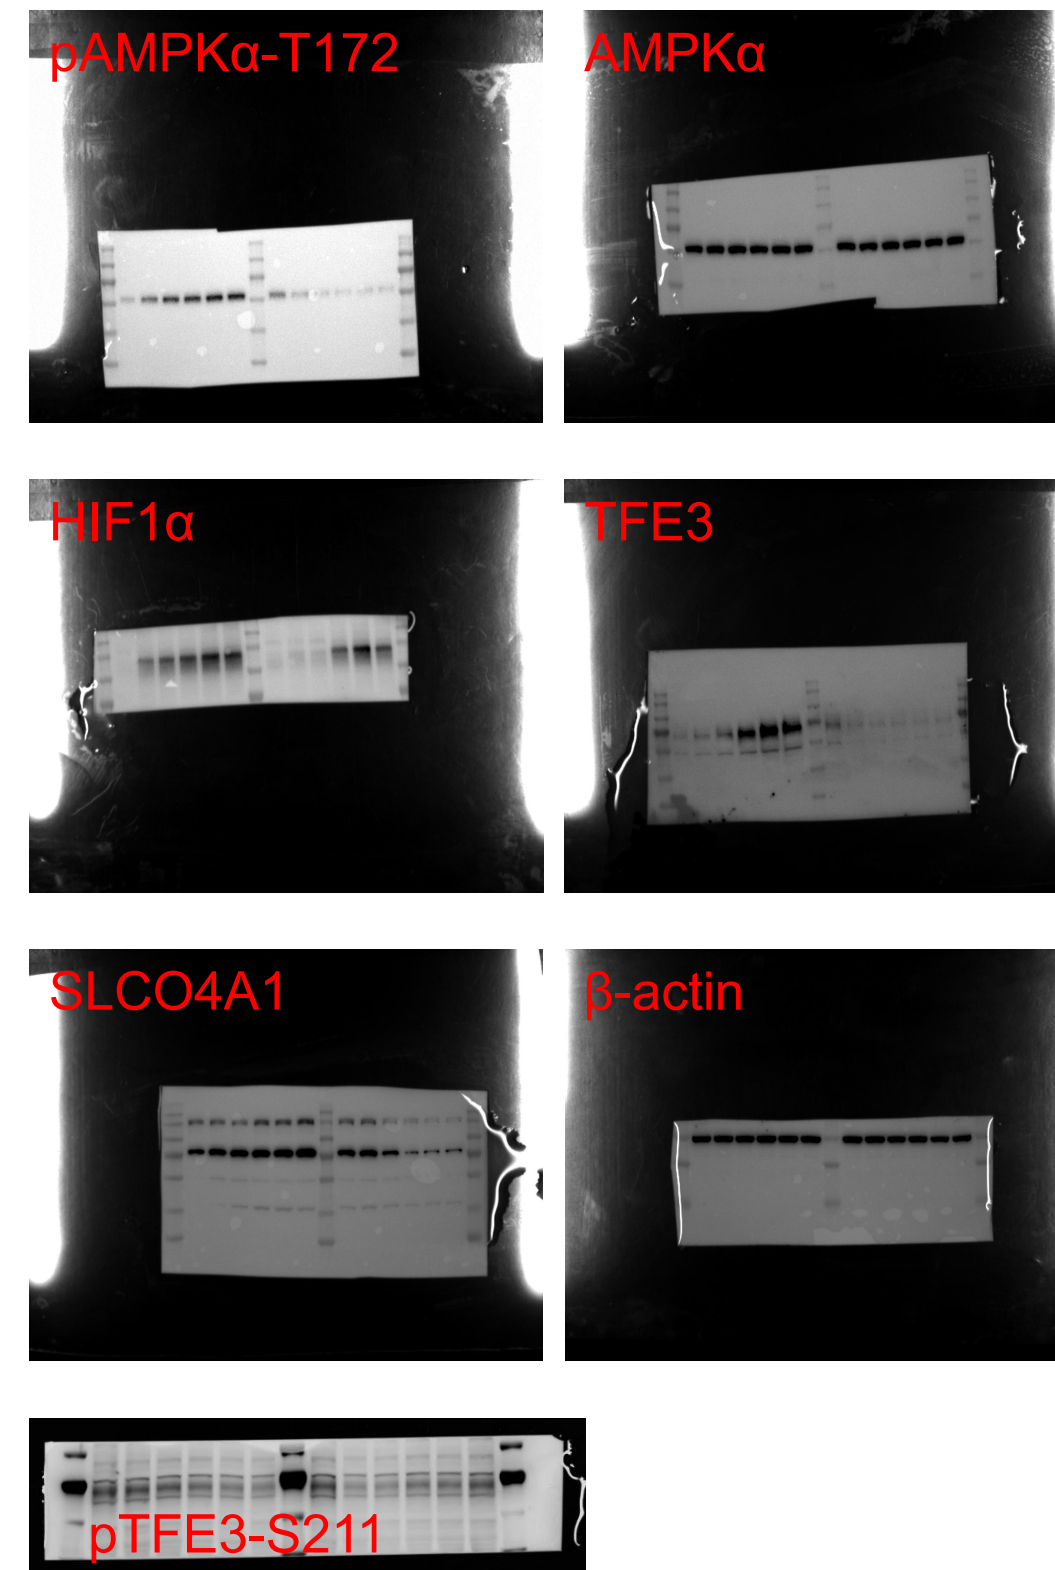 pAMPKα-T172
AMPKα
HIF1α
TFE3
SLCO4A1
β-actin
pTFE3-S211